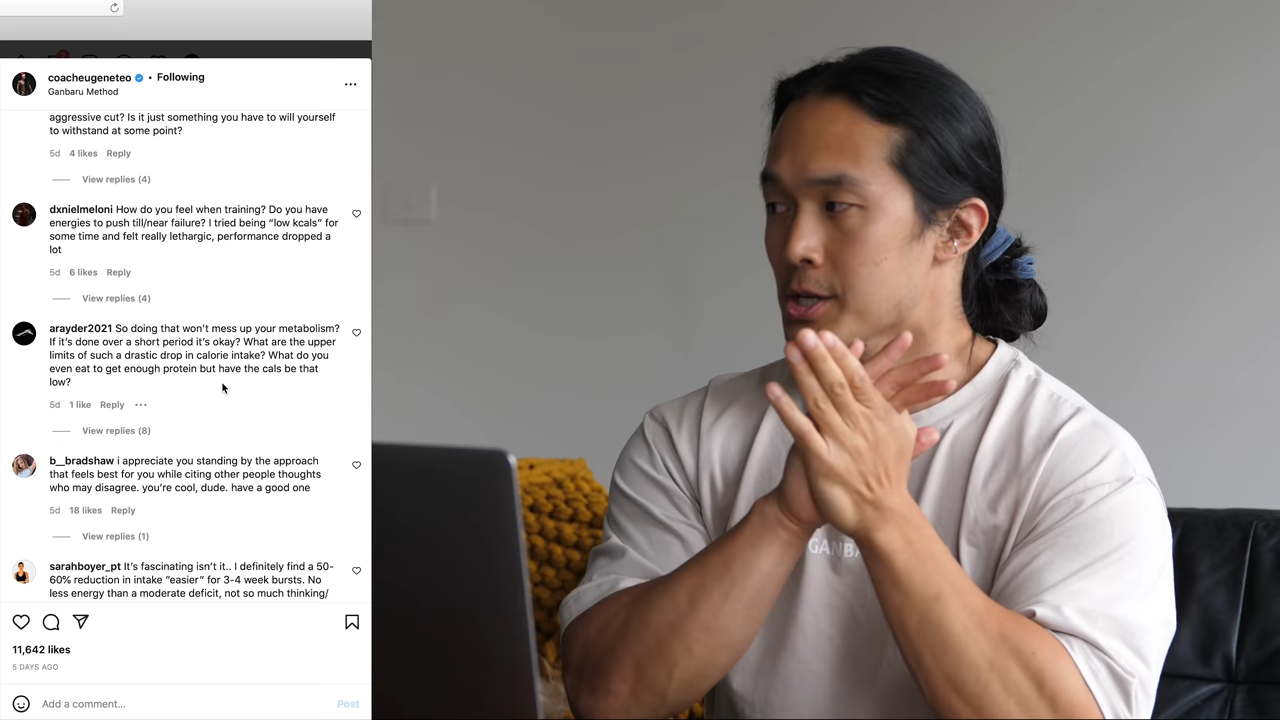 coacheugeneteo • Following
Ganbaru Method
aggressive cut? Is it just something you have to will yourself
to withstand at some point?
5d 4 likes Reply
View replies (4)
dxnielmeloni How do you feel when training? Do you have
energies to push till/near failure? I tried being “low kcals” for
some time and felt really lethargic, performance dropped a
lot
5d 6 likes Reply
View replies (4)
arayder2021 So doing that won’t mess up your metabolism?
If it’s done over a short period it’s okay? What are the upper
limits of such a drastic drop in calorie intake? What do you
even eat to get enough protein but have the cals be that
low?
5d 1 like Reply
View replies (8)
b__bradshaw i appreciate you standing by the approach
that feels best for you while citing other people thoughts
who may disagree. you’re cool, dude. have a good one
5d 18 likes Reply
View replies (1)
sarahboyer_pt It’s fascinating isn’t it.. I definitely find a 50-
60% reduction in intake “easier” for 3-4 week bursts. No
less energy than a moderate deficit, not so much thinking/
11,642 likes
5 DAYS AGO
Add a comment... Post
GANBA